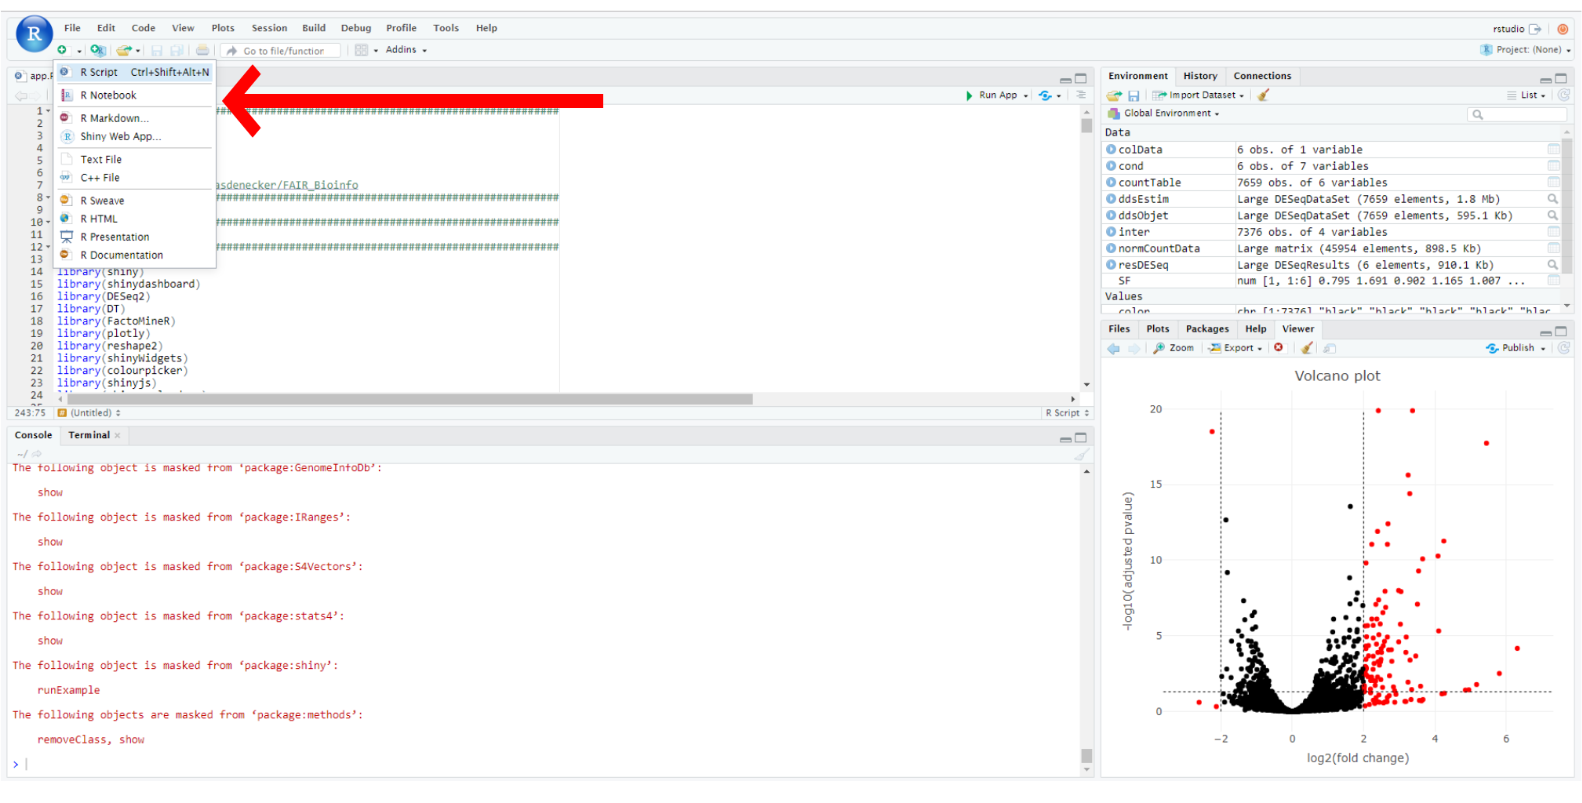 R
File Edit Code View Plots Session Build Debug Profile Tools Help
rstudio
Go to file/function Addins
Project: (None)
app.R
R Script Ctrl+Shift+Alt+N
R Notebook
R Markdown...
Shiny Web App...
Text File
C++ File
R Sweave
R HTML
R Presentation
R Documentation
Run App
1
2
3
4
5
6
7 asdenecker/FAIR_Bioinfo
8
9
10
11
12
13
14 library(shiny)
15 library(shinydashboard)
16 library(DESeq2)
17 library(DT)
18 library(FactoMineR)
19 library(plotly)
20 library(reshape2)
21 library(shinyWidgets)
22 library(colourpicker)
23 library(shinyjs)
24
243:75 (Untitled) R Script
Console Terminal
~/
The following object is masked from ‘package:GenomeInfoDb’:
show
The following object is masked from ‘package:IRanges’:
show
The following object is masked from ‘package:S4Vectors’:
show
The following object is masked from ‘package:stats4’:
show
The following object is masked from ‘package:shiny’:
runExample
The following objects are masked from ‘package:methods’:
removeClass, show
>
Environment History Connections
Import Dataset List
Global Environment
Data
colData 6 obs. of 1 variable
cond 6 obs. of 7 variables
countTable 7659 obs. of 6 variables
ddsEstim Large DESeqDataSet (7659 elements, 1.8 Mb)
ddsObjet Large DESeqDataSet (7659 elements, 595.1 Kb)
inter 7376 obs. of 4 variables
normCountData Large matrix (45954 elements, 898.5 Kb)
resDESeq Large DESeqResults (6 elements, 910.1 Kb)
SF num [1, 1:6] 0.795 1.691 0.902 1.165 1.007 ...
Values
color chr [1:7376] "black" "black" "black" "black" "blac
Files Plots Packages Help Viewer
Zoom Export Publish
Volcano plot
20
15
10
5
0
-log10(adjusted pvalue)
−2 0 2 4 6
log2(fold change)